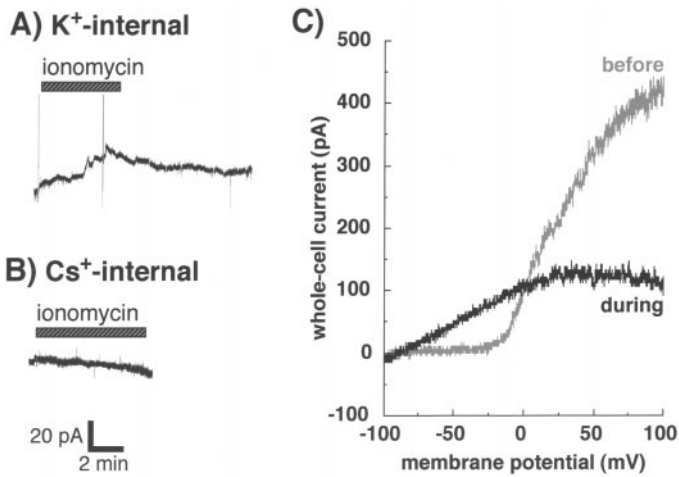 A) K⁺-internal
ionomycin
B) Cs⁺-internal
ionomycin
20 pA
2 min
C)
500
400
300
200
100
0
-100
whole-cell current (pA)
before
during
-100 -50 0 50 100
membrane potential (mV)